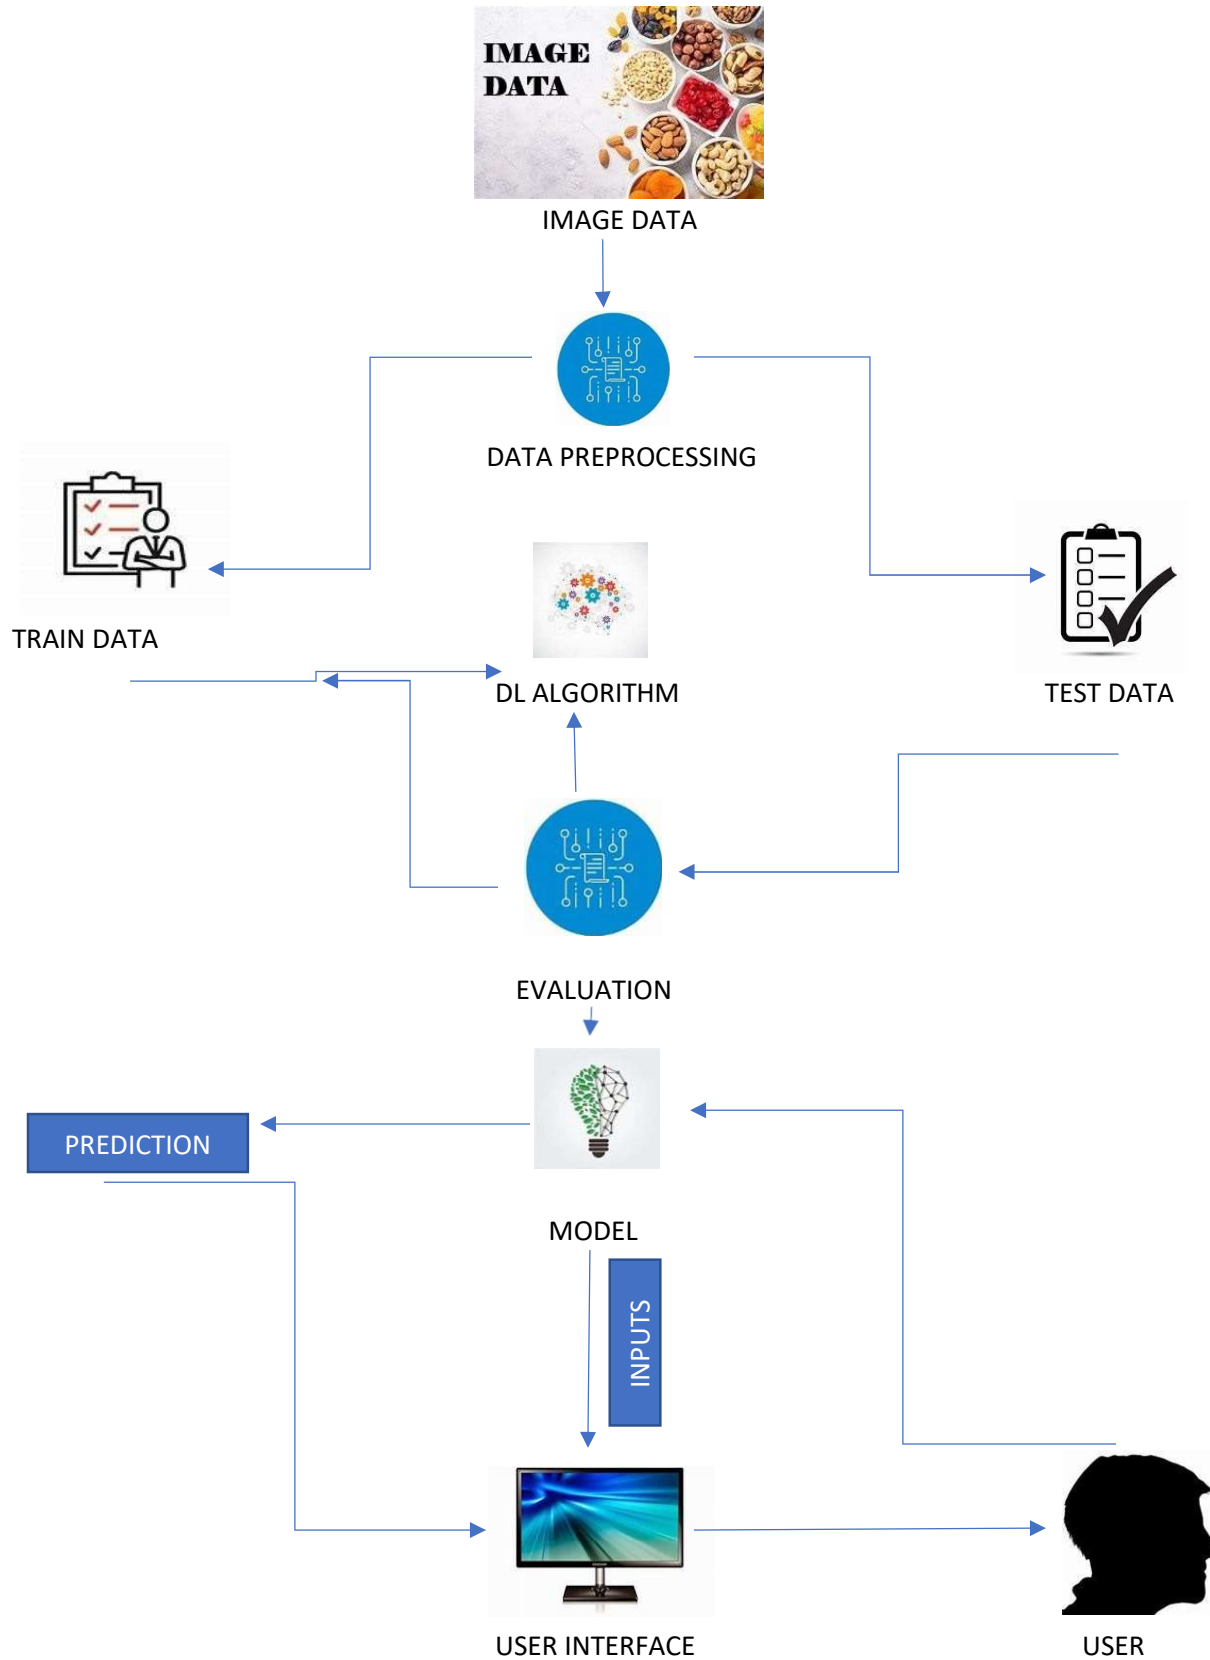 IMAGE
DATA
IMAGE DATA
DATA PREPROCESSING
TRAIN DATA
DL ALGORITHM
TEST DATA
EVALUATION
PREDICTION
MODEL
INPUTS
USER INTERFACE
USER